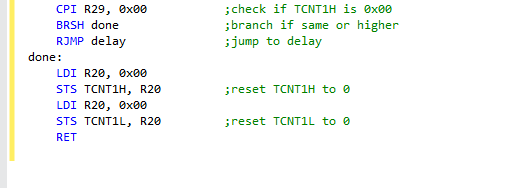 CPI R29, 0x00 ;check if TCNT1H is 0x00
BRSH done ;branch if same or higher
RJMP delay ;jump to delay
done:
LDI R20, 0x00
STS TCNT1H, R20 ;reset TCNT1H to 0
LDI R20, 0x00
STS TCNT1L, R20 ;reset TCNT1L to 0
RET